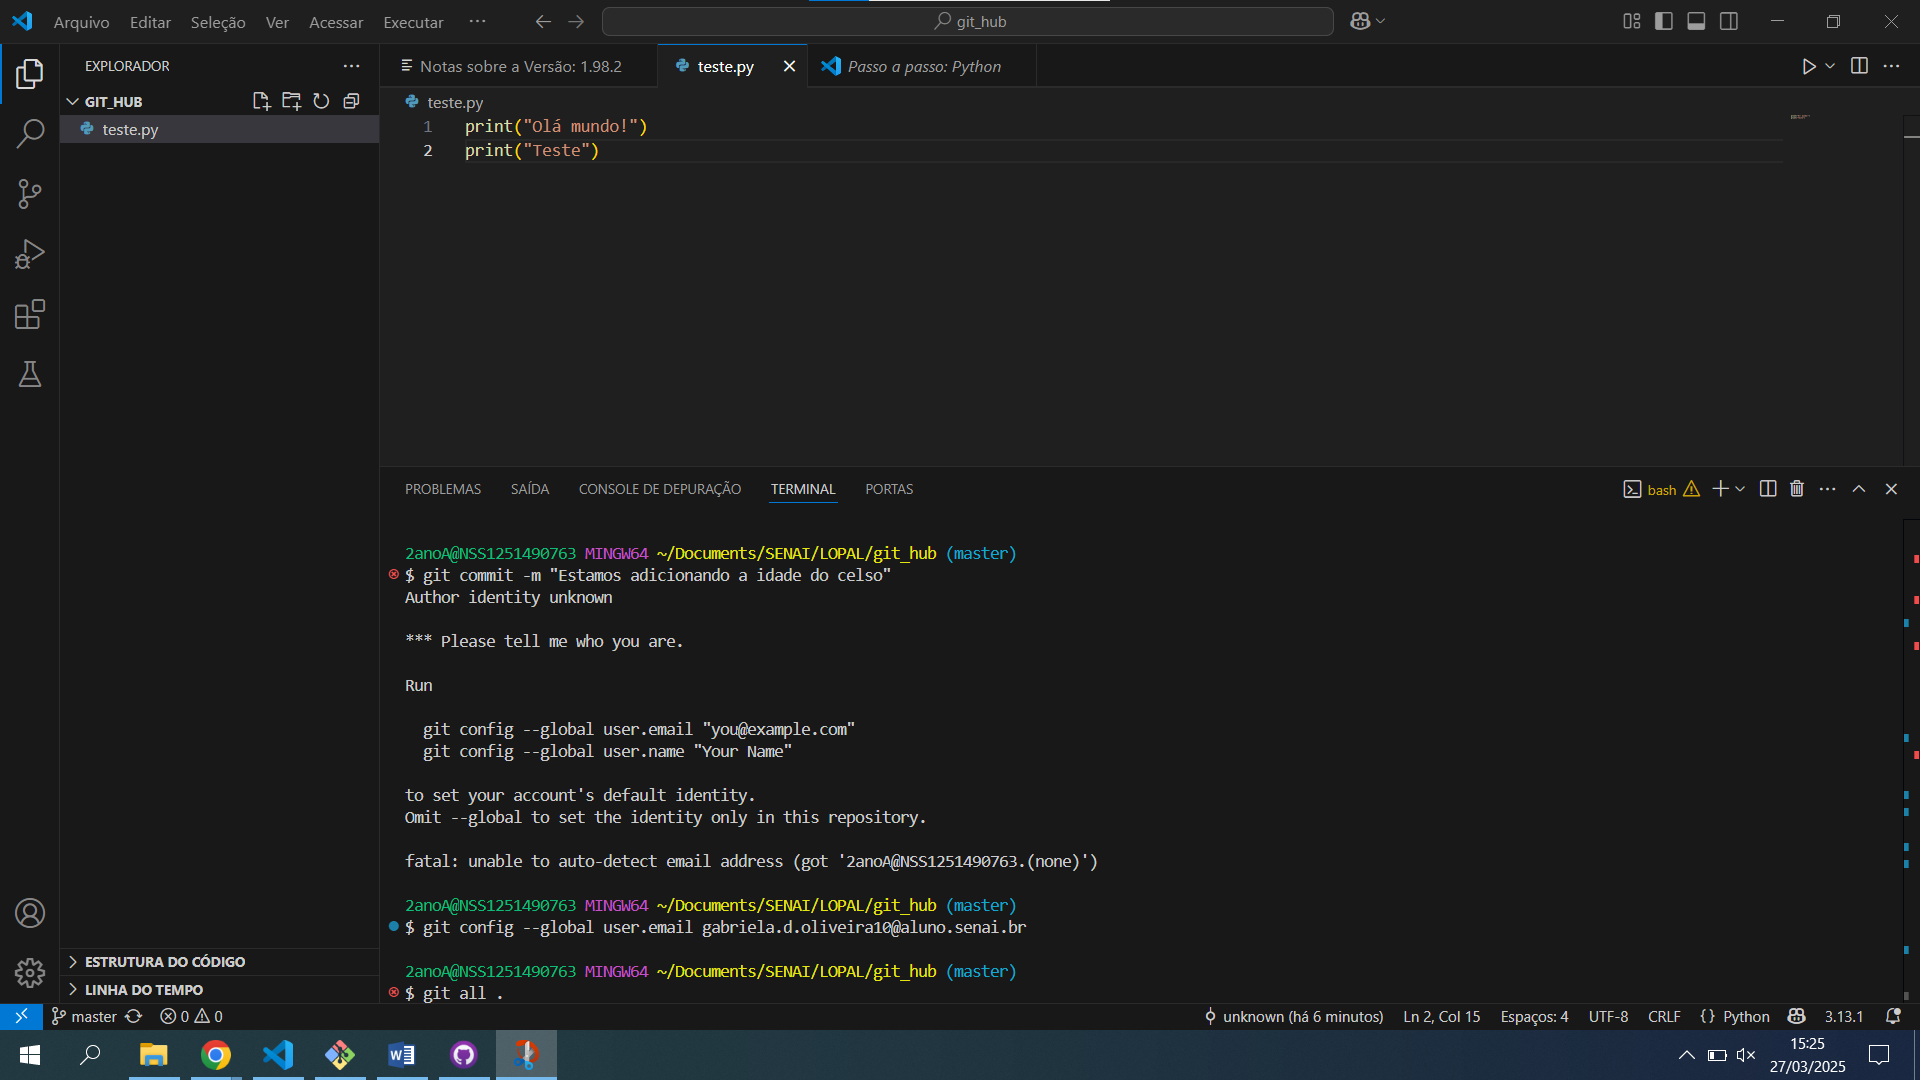 Arquivo Editar Seleção Ver Acessar Executar ··· git_hub
EXPLORADOR
GIT_HUB
teste.py
Notas sobre a Versão: 1.98.2 teste.py Passo a passo: Python
teste.py
1 print("Olá mundo!")
2 print("Teste")
PROBLEMAS SAÍDA CONSOLE DE DEPURAÇÃO TERMINAL PORTAS bash
2anoA@NSS1251490763 MINGW64 ~/Documents/SENAI/LOPAL/git_hub (master)
$ git commit -m "Estamos adicionando a idade do celso"
Author identity unknown
*** Please tell me who you are.
Run
git config --global user.email "you@example.com"
git config --global user.name "Your Name"
to set your account's default identity.
Omit --global to set the identity only in this repository.
fatal: unable to auto-detect email address (got '2anoA@NSS1251490763.(none)')
2anoA@NSS1251490763 MINGW64 ~/Documents/SENAI/LOPAL/git_hub (master)
$ git config --global user.email gabriela.d.oliveira10@aluno.senai.br
2anoA@NSS1251490763 MINGW64 ~/Documents/SENAI/LOPAL/git_hub (master)
$ git all .
ESTRUTURA DO CÓDIGO
LINHA DO TEMPO
master 0 0 unknown (há 6 minutos) Ln 2, Col 15 Espaços: 4 UTF-8 CRLF {} Python 3.13.1
15:25
27/03/2025